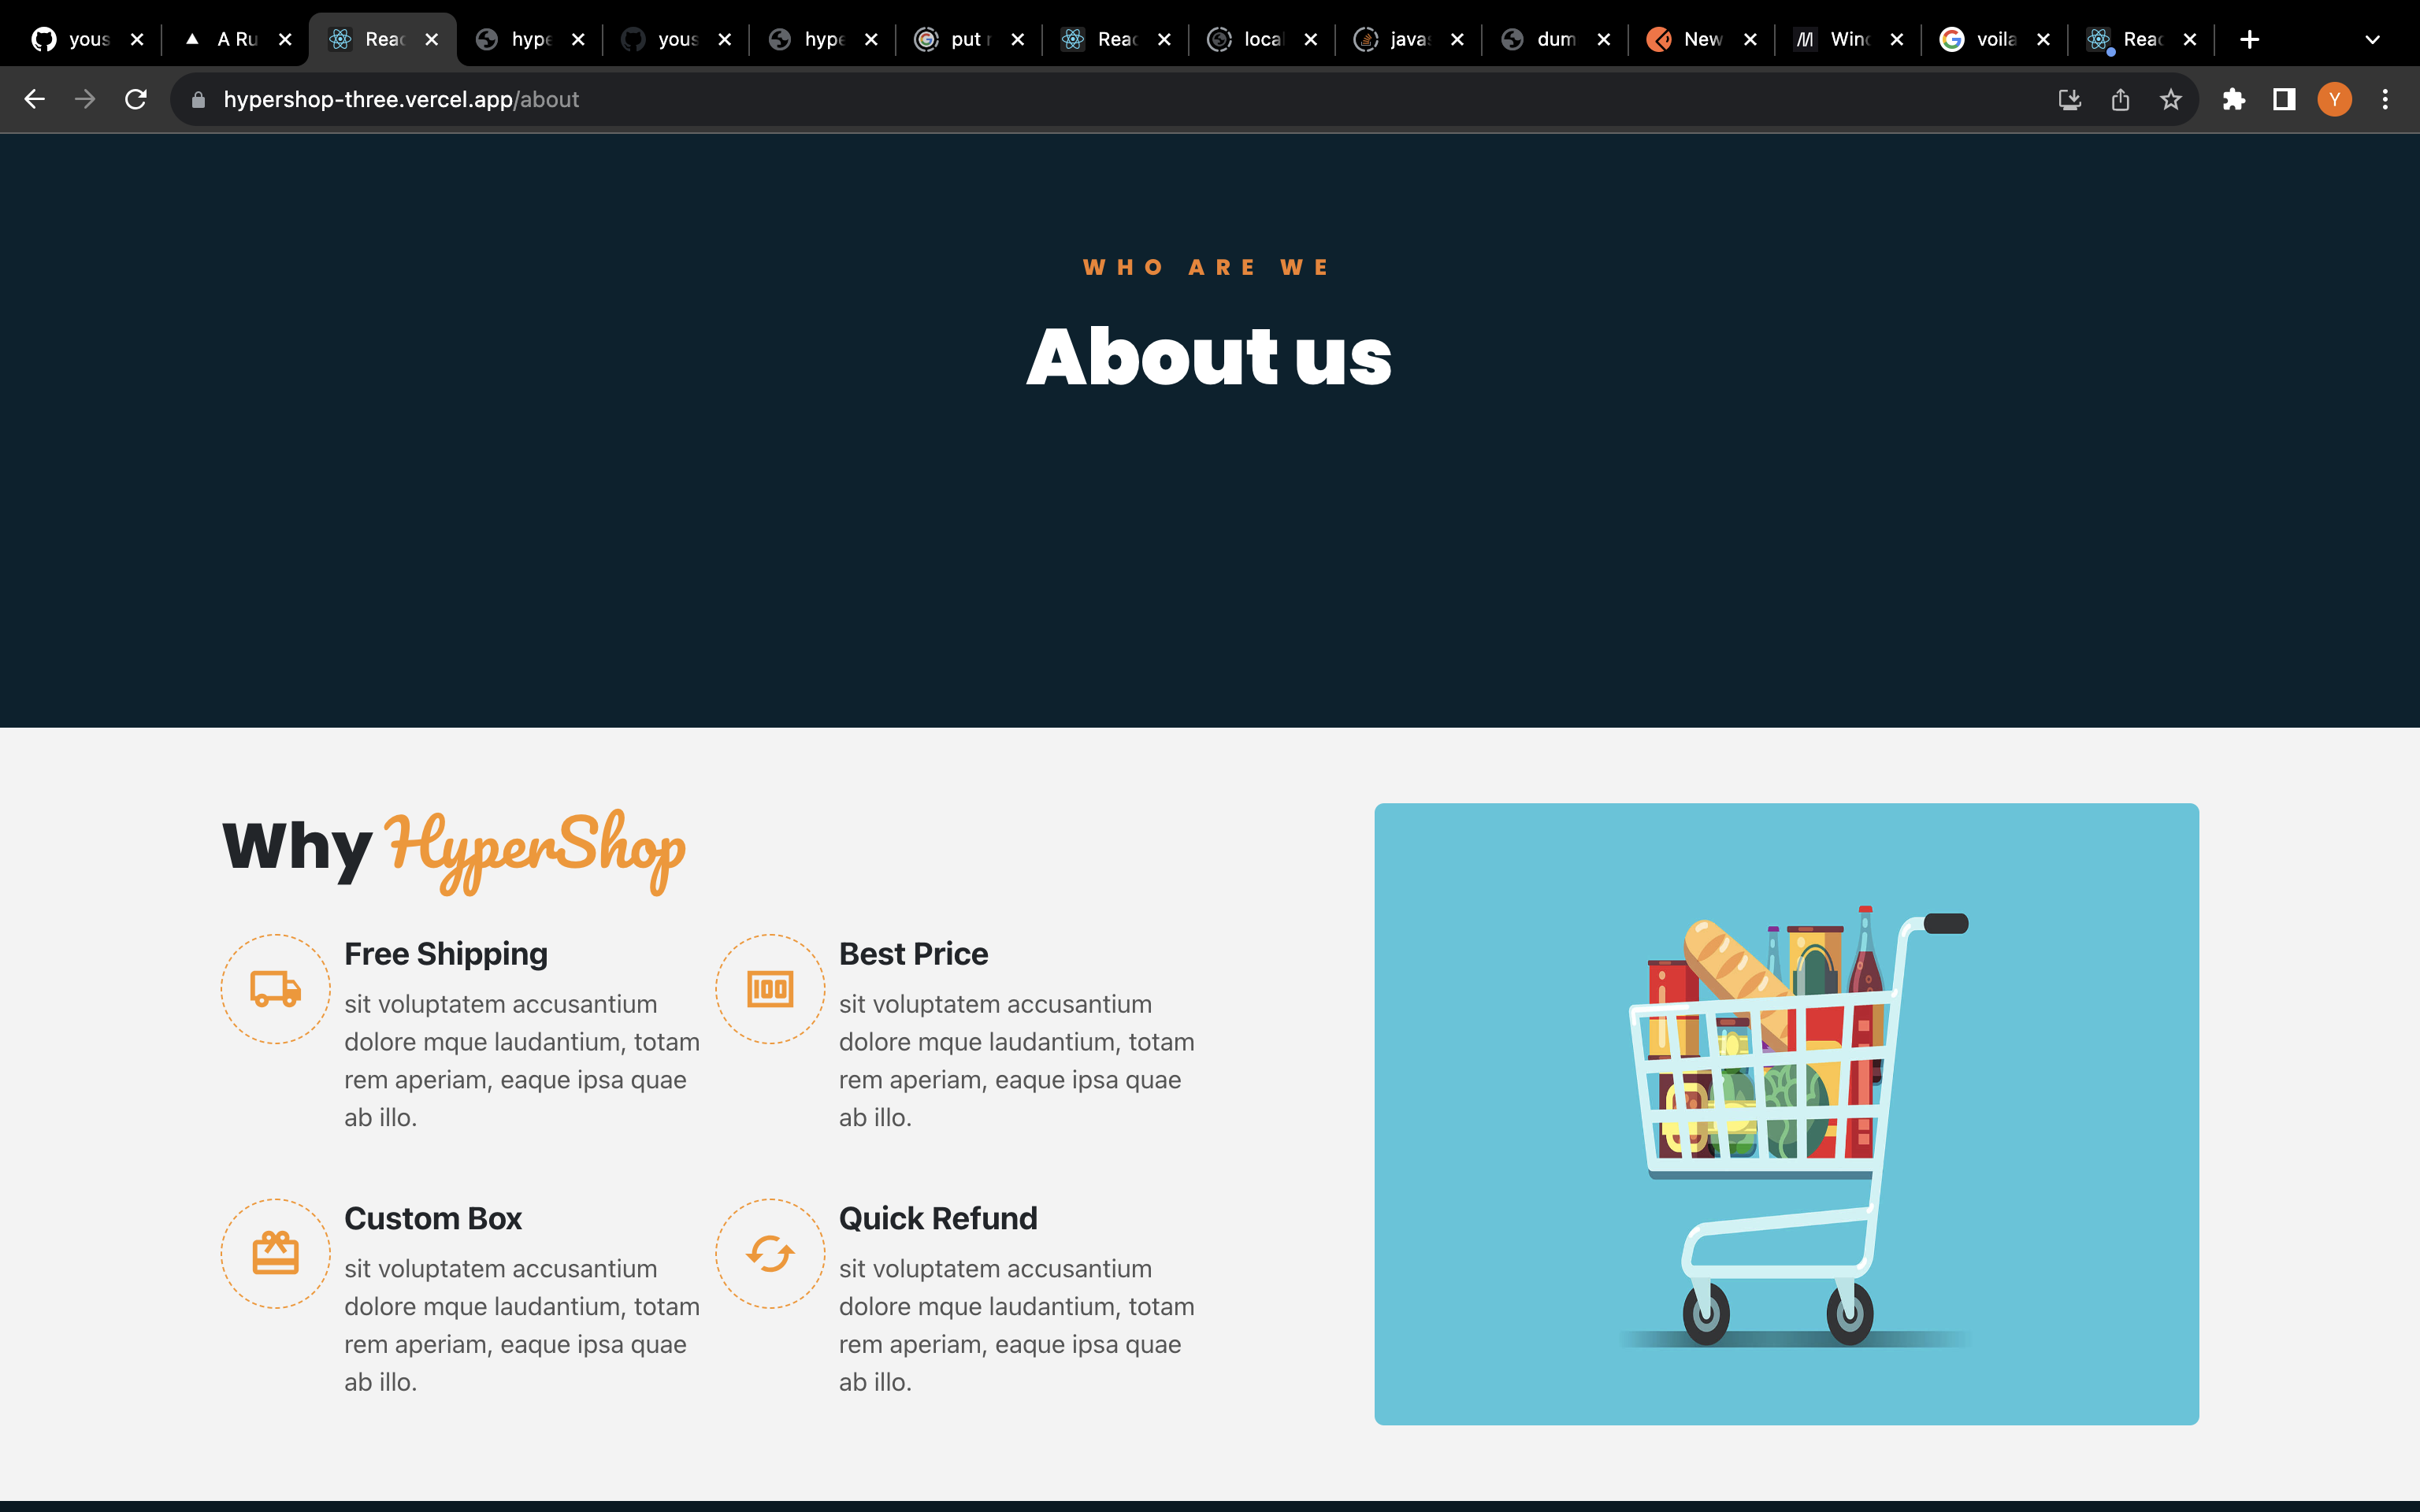 yous
A Ru
Reac
hype
yous
hype
put r
Reac
local
javas
dum
New
Winc
voila
Reac
hypershop-three.vercel.app/about
Y
WHO ARE WE
About us
Why HyperShop
Free Shipping
sit voluptatem accusantium
dolore mque laudantium, totam
rem aperiam, eaque ipsa quae
ab illo.
100
Best Price
sit voluptatem accusantium
dolore mque laudantium, totam
rem aperiam, eaque ipsa quae
ab illo.
Custom Box
sit voluptatem accusantium
dolore mque laudantium, totam
rem aperiam, eaque ipsa quae
ab illo.
Quick Refund
sit voluptatem accusantium
dolore mque laudantium, totam
rem aperiam, eaque ipsa quae
ab illo.